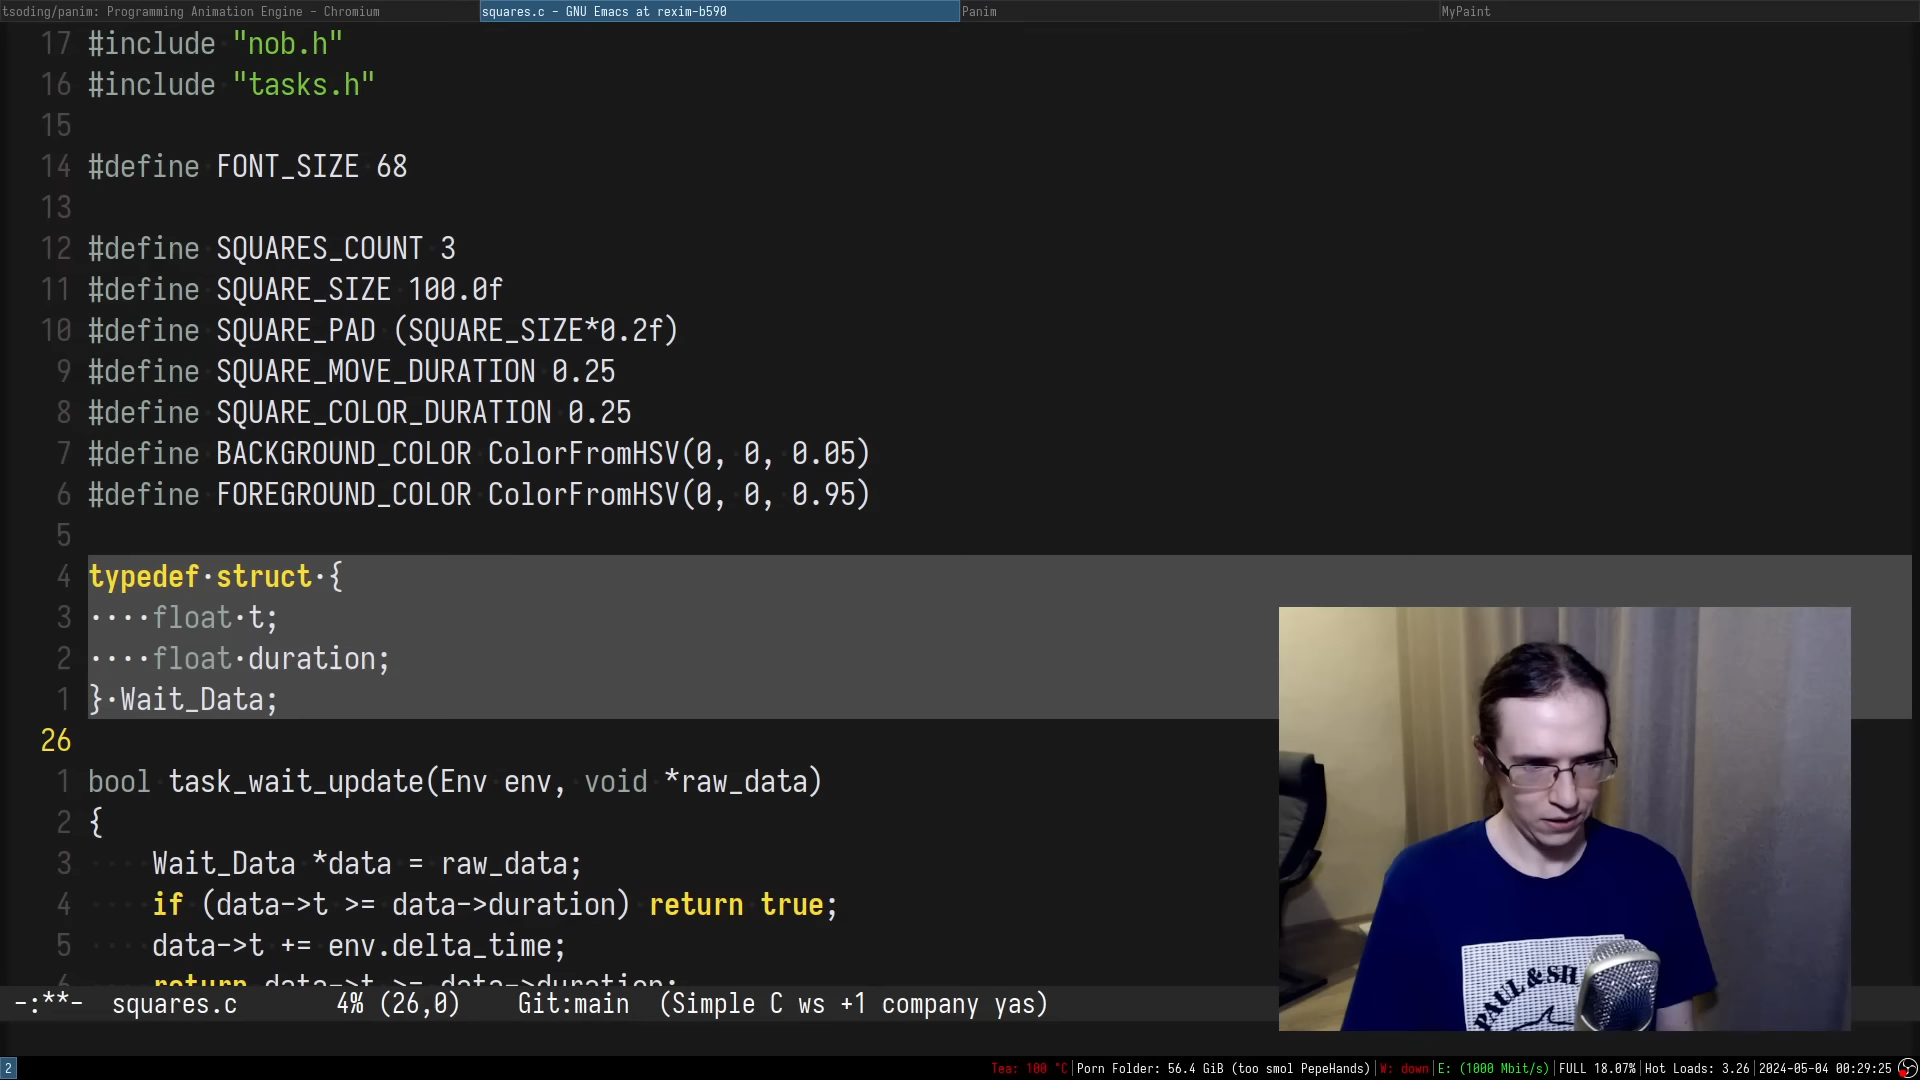 tsoding/panim: Programming Animation Engine - Chromium
squares.c - GNU Emacs at rexim-b590
Panim
MyPaint
17 #include "nob.h"
16 #include "tasks.h"
15
14 #define FONT_SIZE 68
13
12 #define SQUARES_COUNT 3
11 #define SQUARE_SIZE 100.0f
10 #define SQUARE_PAD (SQUARE_SIZE*0.2f)
9 #define SQUARE_MOVE_DURATION 0.25
8 #define SQUARE_COLOR_DURATION 0.25
7 #define BACKGROUND_COLOR ColorFromHSV(0, 0, 0.05)
6 #define FOREGROUND_COLOR ColorFromHSV(0, 0, 0.95)
5
4 typedef·struct·{
3 ····float·t;
2 ····float·duration;
1 }·Wait_Data;
26
1 bool task_wait_update(Env env, void *raw_data)
2 {
3 ····Wait_Data *data = raw_data;
4 ····if (data->t >= data->duration) return true;
5 ····data->t += env.delta_time;
6 ····return data->t >= data->duration;
-:**- squares.c 4% (26,0) Git:main (Simple C ws +1 company yas)
PAUL & SH
2
Tea: 100 °C|Porn Folder: 56.4 GiB (too smol PepeHands)|W: down|E: (1000 Mbit/s)|FULL 18.07%|Hot Loads: 3.26|2024-05-04 00:29:25